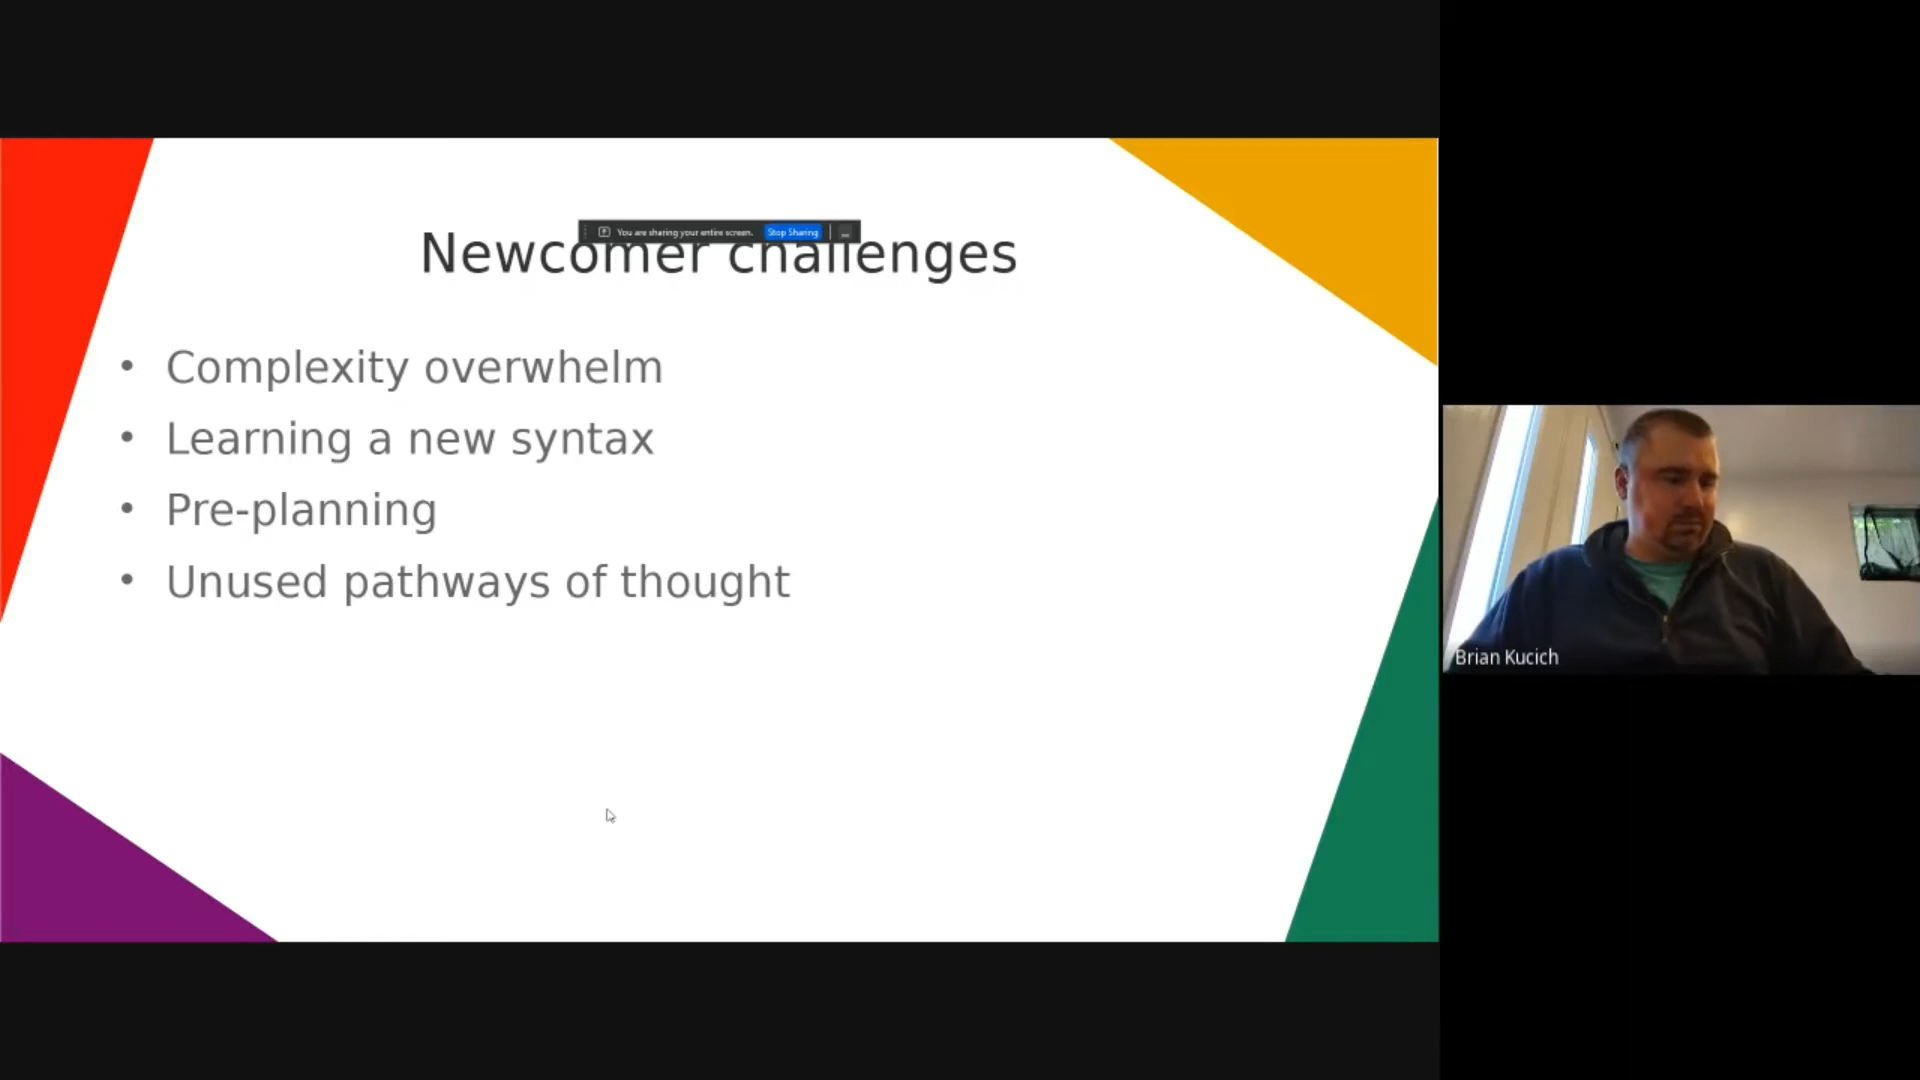 You are sharing your entire screen. Stop Sharing
Newcomer challenges
• Complexity overwhelm
• Learning a new syntax
• Pre-planning
• Unused pathways of thought
Brian Kucich